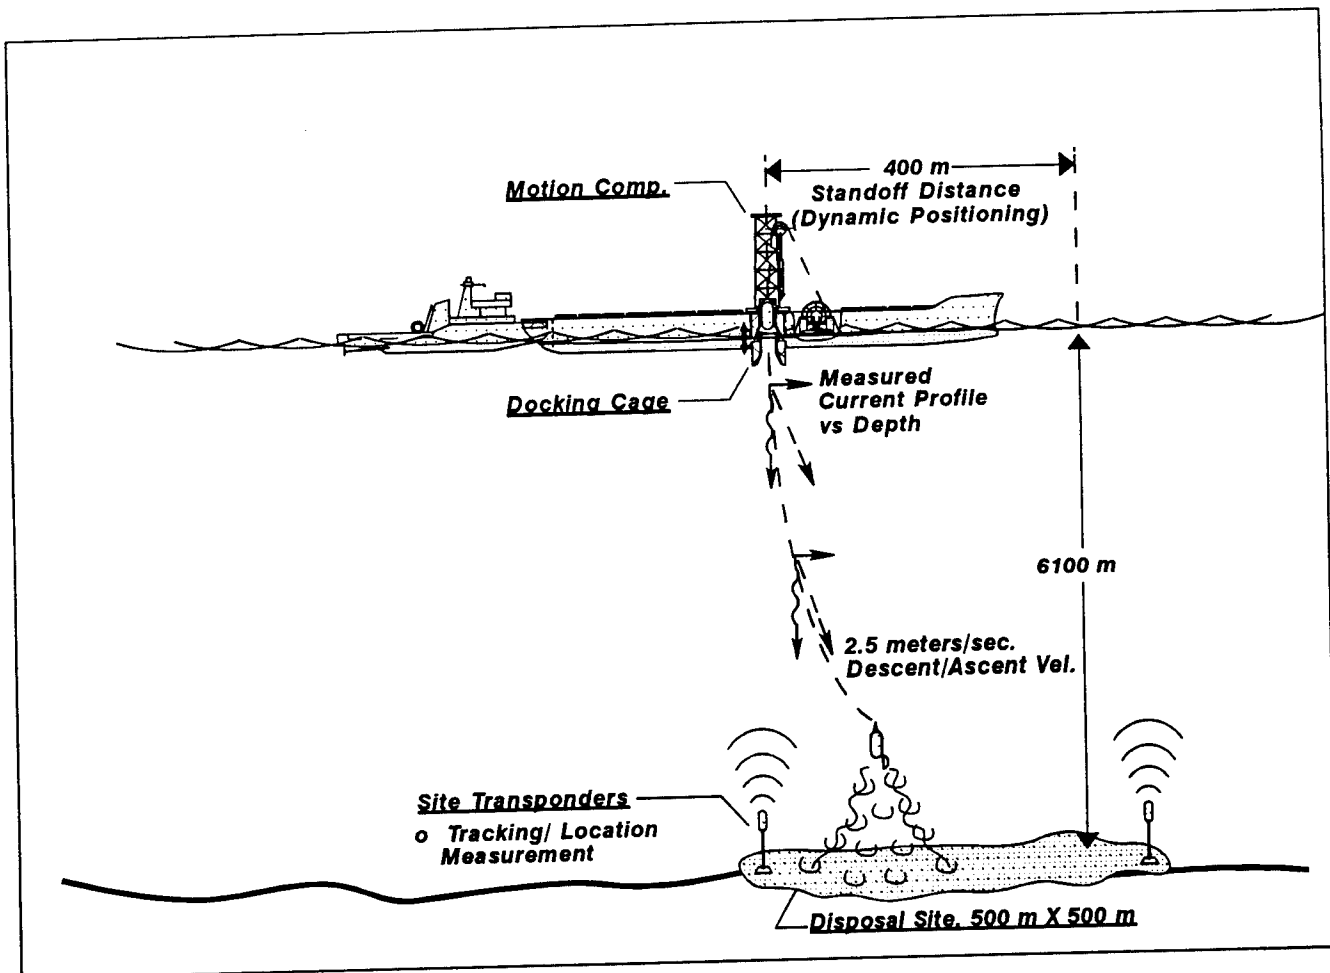 400 m
Standoff Distance
(Dynamic Positioning)
Motion Comp.
Docking Cage
Measured
Current Profile
vs Depth
6100 m
2.5 meters/sec.
Descent/Ascent Vel.
Site Transponders
o Tracking/ Location
Measurement
Disposal Site, 500 m X 500 m